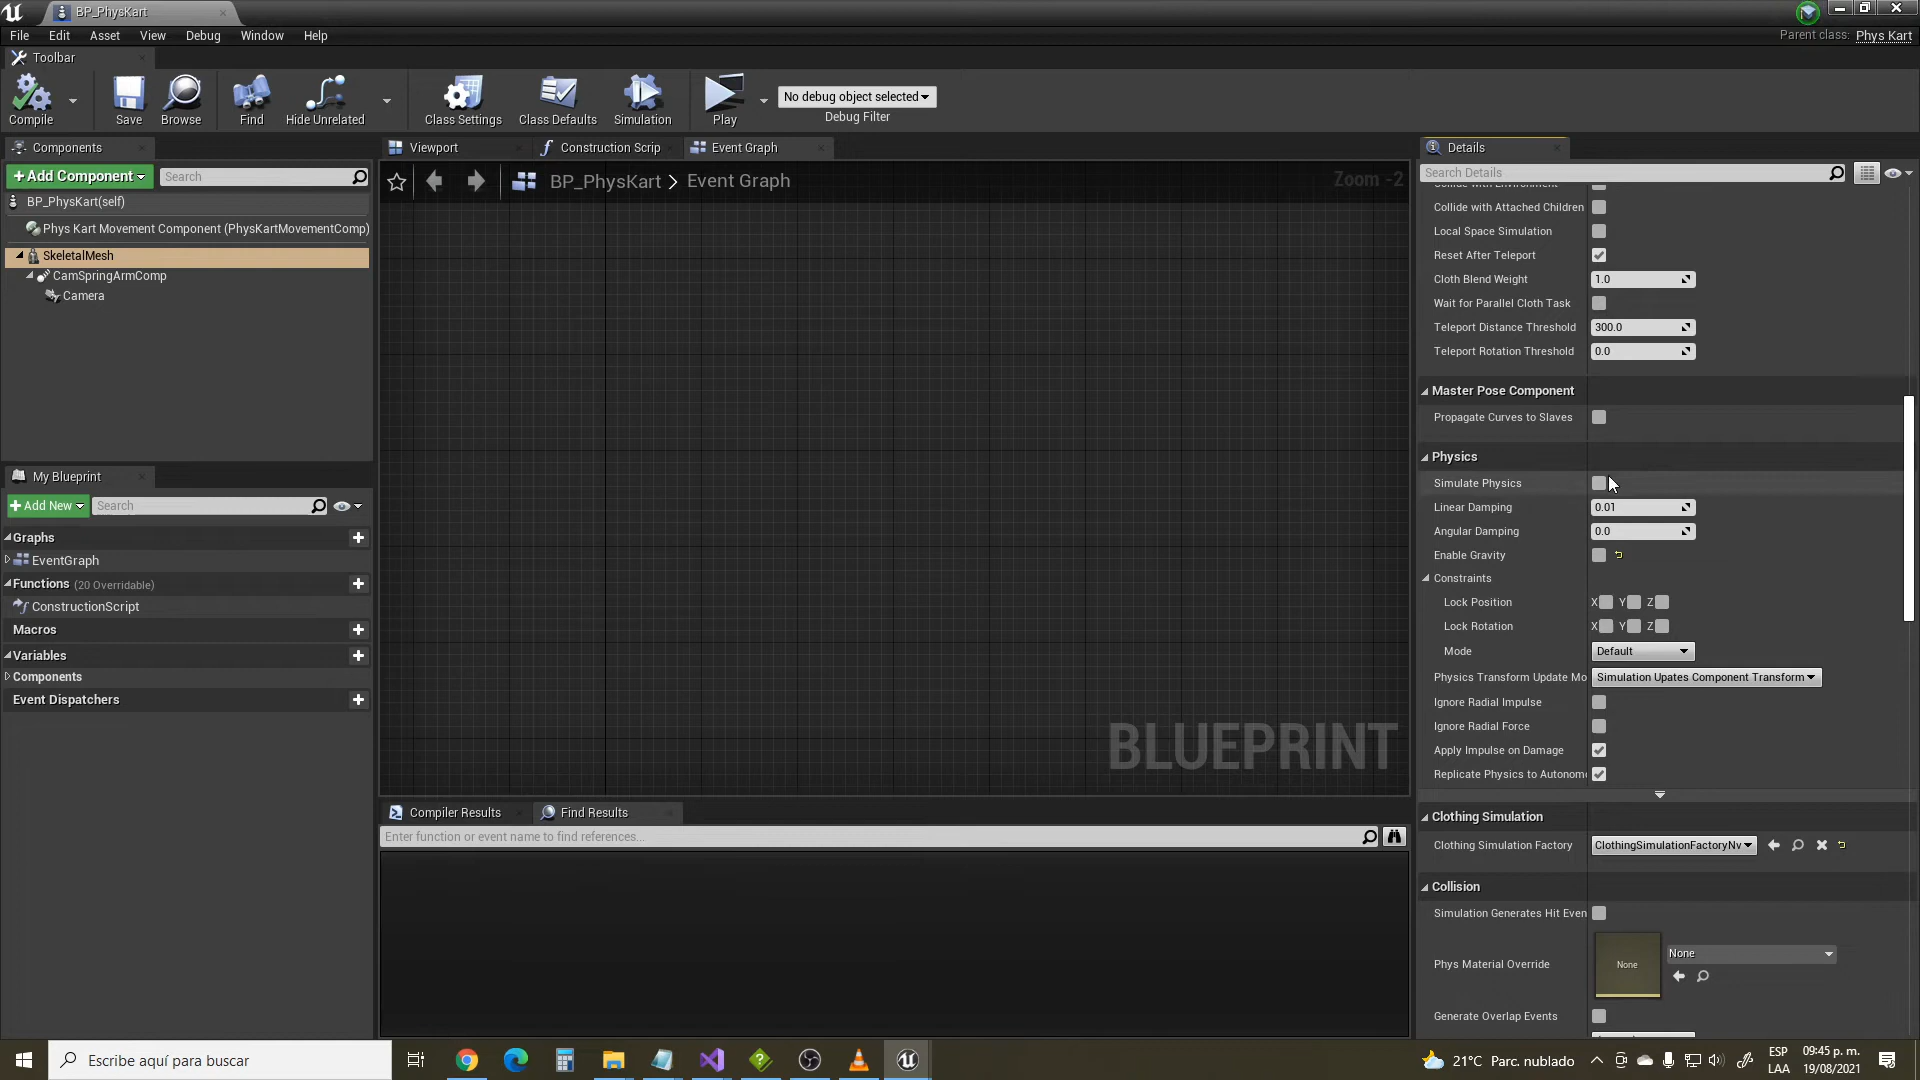 BP_PhysKart
File Edit Asset View Debug Window Help
Parent class: Phys Kart
Toolbar
Compile
Save
Browse
Find
Hide Unrelated
Class Settings
Class Defaults
Simulation
Play
No debug object selected
Debug Filter
Components
+Add Component
Search
BP_PhysKart(self)
Phys Kart Movement Component (PhysKartMovementComp)
SkeletalMesh
CamSpringArmComp
Camera
My Blueprint
+Add New
Search
Graphs
EventGraph
Functions (20 Overridable)
ConstructionScript
Macros
Variables
Components
Event Dispatchers
Viewport
Construction Scrip
Event Graph
BP_PhysKart > Event Graph
Zoom -2
BLUEPRINT
Compiler Results
Find Results
Enter function or event name to find references...
Details
Search Details
Collide with Environment
Collide with Attached Children
Local Space Simulation
Reset After Teleport
Cloth Blend Weight 1.0
Wait for Parallel Cloth Task
Teleport Distance Threshold 300.0
Teleport Rotation Threshold 0.0
Master Pose Component
Propagate Curves to Slaves
Physics
Simulate Physics
Linear Damping 0.01
Angular Damping 0.0
Enable Gravity
Constraints
Lock Position X Y Z
Lock Rotation X Y Z
Mode Default
Physics Transform Update Mo Simulation Upates Component Transform
Ignore Radial Impulse
Ignore Radial Force
Apply Impulse on Damage
Replicate Physics to Autonom
Clothing Simulation
Clothing Simulation Factory ClothingSimulationFactoryNv
Collision
Simulation Generates Hit Even
Phys Material Override None None
Generate Overlap Events
Escribe aquí para buscar
21°C Parc. nublado
ESP
LAA
09:45 p. m.
19/08/2021